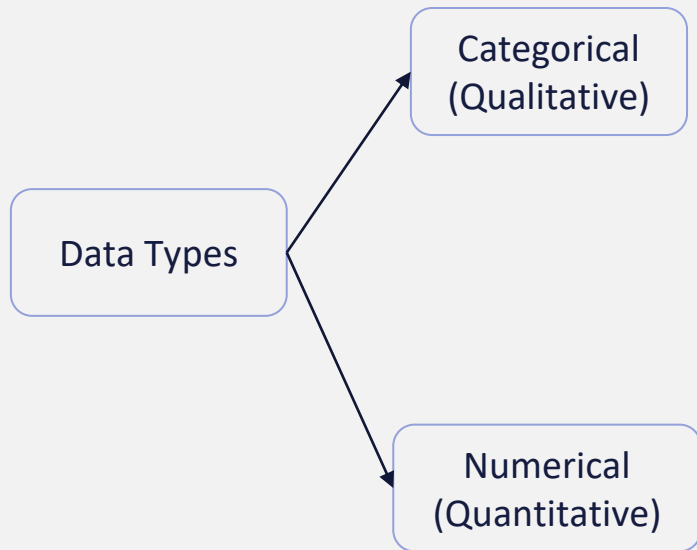 Categorical
(Qualitative)
Data Types
Numerical
(Quantitative)